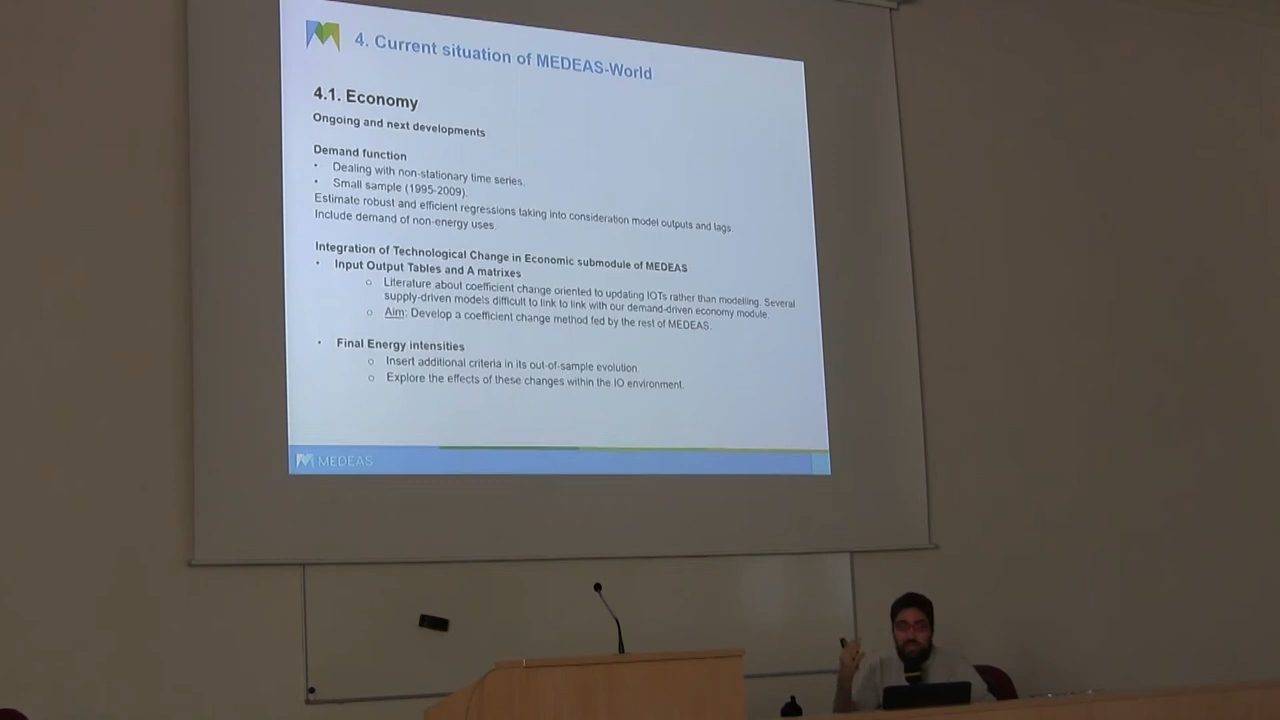 4. Current situation of MEDEAS-World
4.1. Economy
Ongoing and next developments
Demand function
• Dealing with non-stationary time series.
• Small sample (1995-2009).
Estimate robust and efficient regressions taking into consideration model outputs and lags.
Include demand of non-energy uses.
Integration of Technological Change in Economic submodule of MEDEAS
• Input Output Tables and A matrixes
o Literature about coefficient change oriented to updating IOTs rather than modelling. Several
supply-driven models difficult to link to link with our demand-driven economy module.
o Aim: Develop a coefficient change method fed by the rest of MEDEAS.
• Final Energy intensities
o Insert additional criteria in its out-of-sample evolution.
o Explore the effects of these changes within the IO environment.
MEDEAS